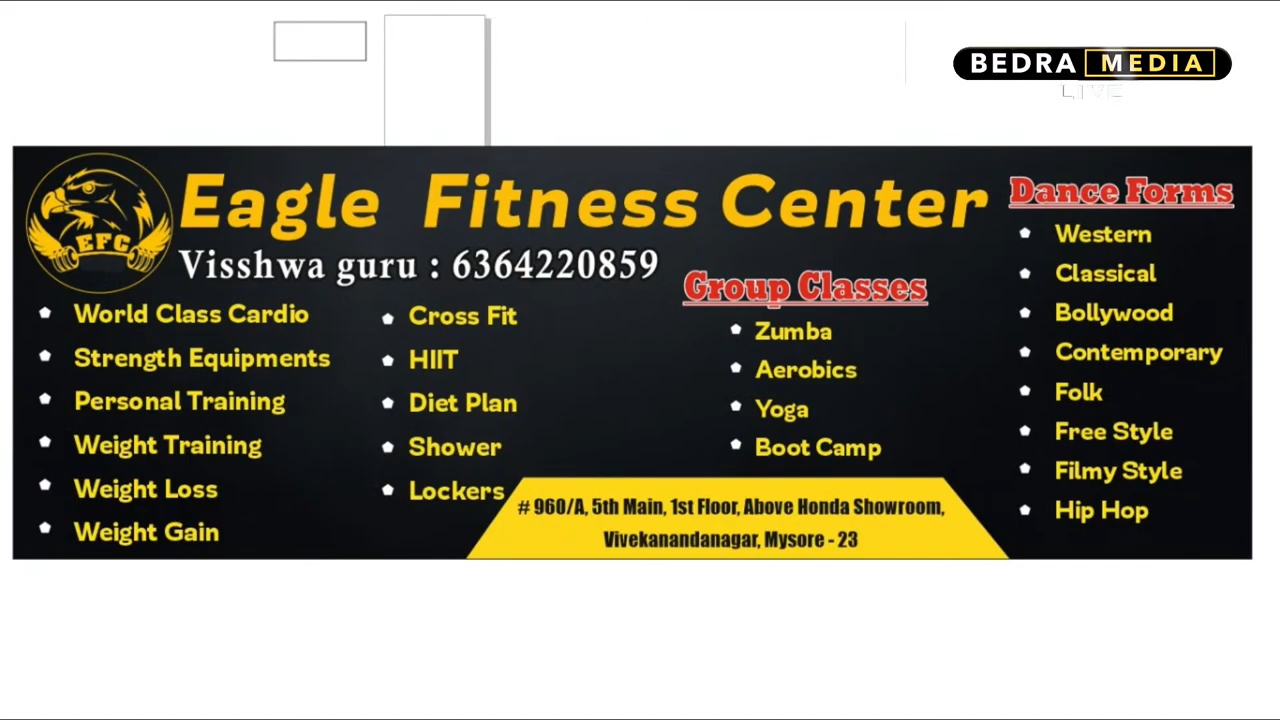 BEDRA MEDIA
LIVE
EFC
Eagle Fitness Center
Visshwa guru : 6364220859
World Class Cardio
Strength Equipments
Personal Training
Weight Training
Weight Loss
Weight Gain
Cross Fit
HIIT
Diet Plan
Shower
Lockers
Group Classes
Zumba
Aerobics
Yoga
Boot Camp
Dance Forms
Western
Classical
Bollywood
Contemporary
Folk
Free Style
Filmy Style
Hip Hop
# 960/A, 5th Main, 1st Floor, Above Honda Showroom,
Vivekanandanagar, Mysore - 23